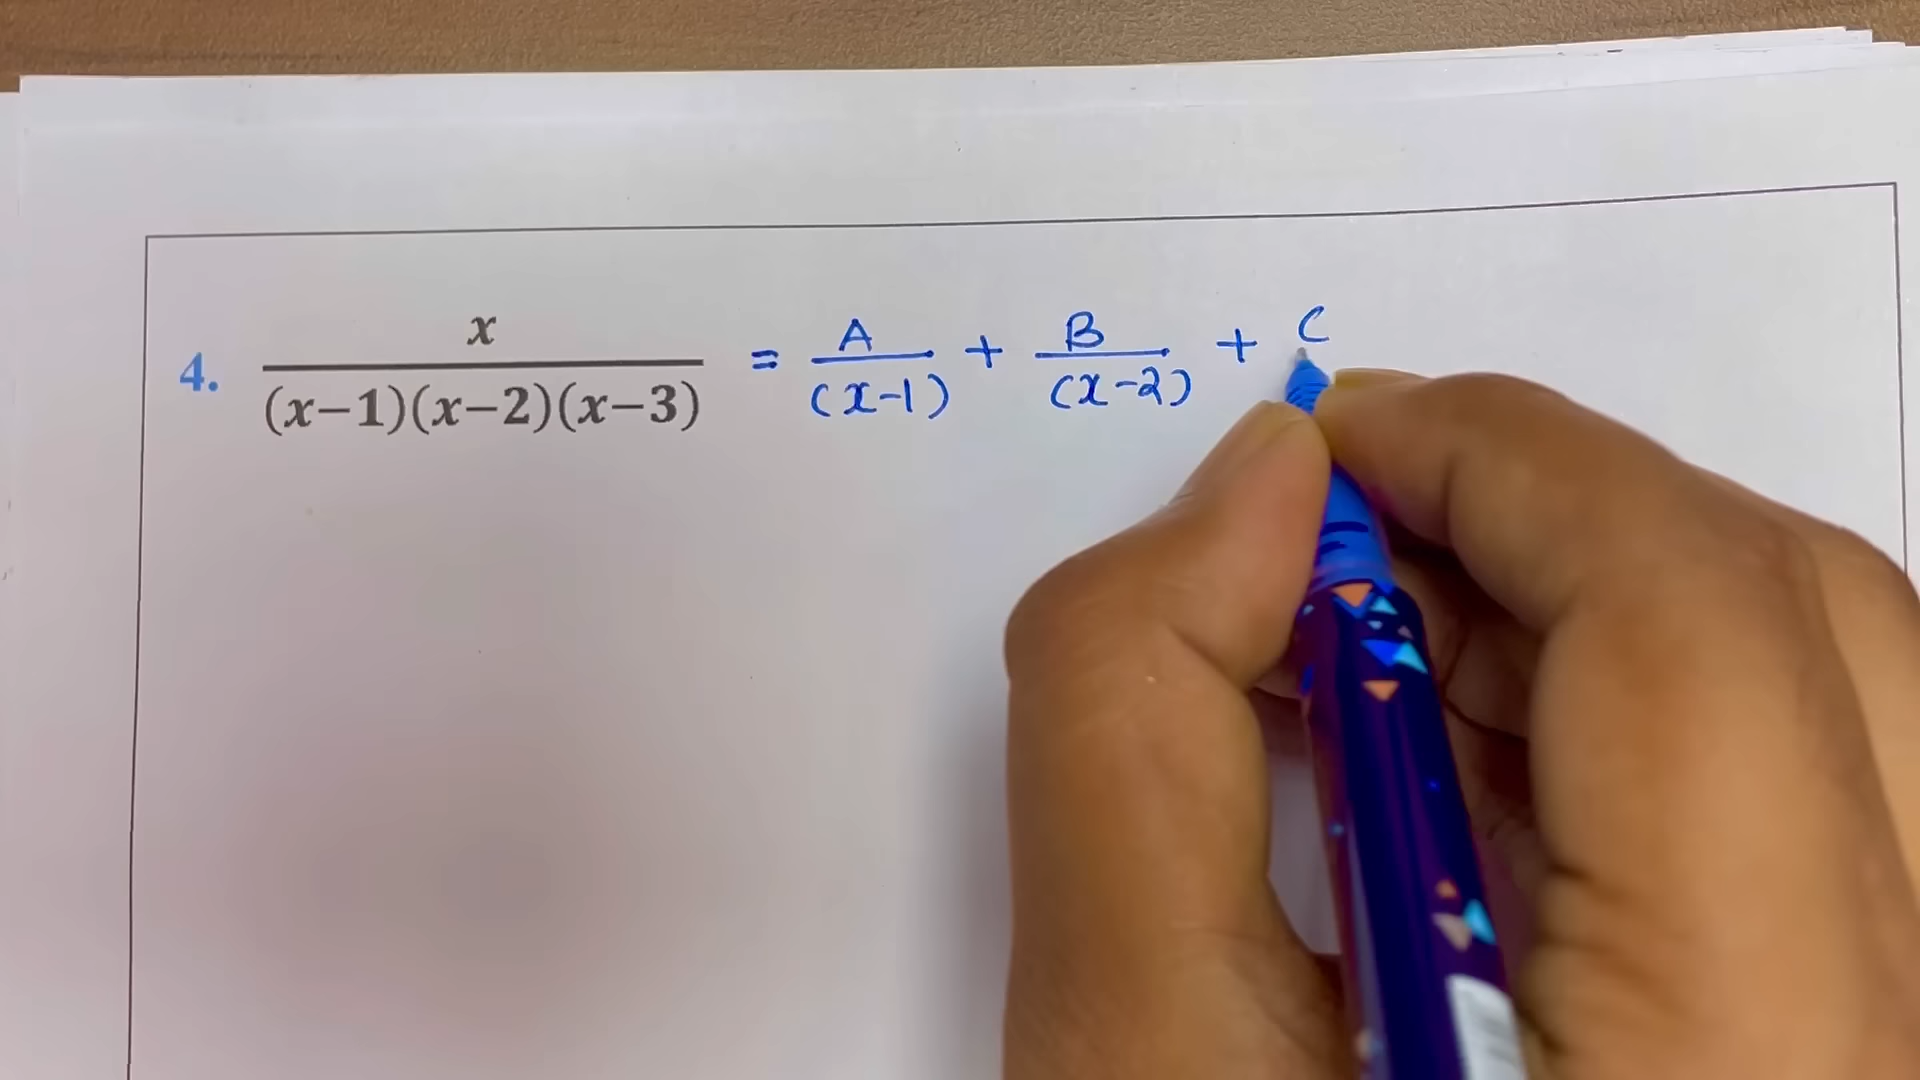 4. x/((x−1)(x−2)(x−3)) = A/(x-1) + B/(x-2) + C